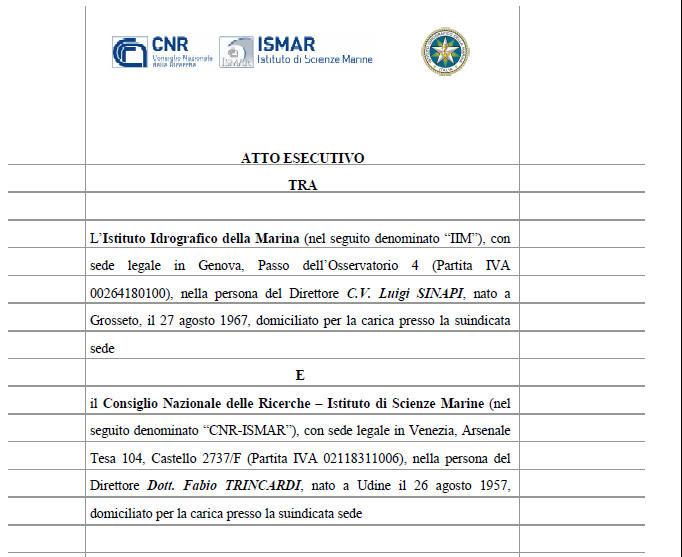 CNR
Consiglio Nazionale
delle Ricerche
ISMAR
ISMAR
Istituto di Scienze Marine
ATTO ESECUTIVO
TRA
L’Istituto Idrografico della Marina (nel seguito denominato “IIM”), con
sede legale in Genova, Passo dell’Osservatorio 4 (Partita IVA
00264180100), nella persona del Direttore C.V. Luigi SINAPI, nato a
Grosseto, il 27 agosto 1967, domiciliato per la carica presso la suindicata
sede
E
il Consiglio Nazionale delle Ricerche – Istituto di Scienze Marine (nel
seguito denominato “CNR-ISMAR”), con sede legale in Venezia, Arsenale
Tesa 104, Castello 2737/F (Partita IVA 02118311006), nella persona del
Direttore Dott. Fabio TRINCARDI, nato a Udine il 26 agosto 1957,
domiciliato per la carica presso la suindicata sede